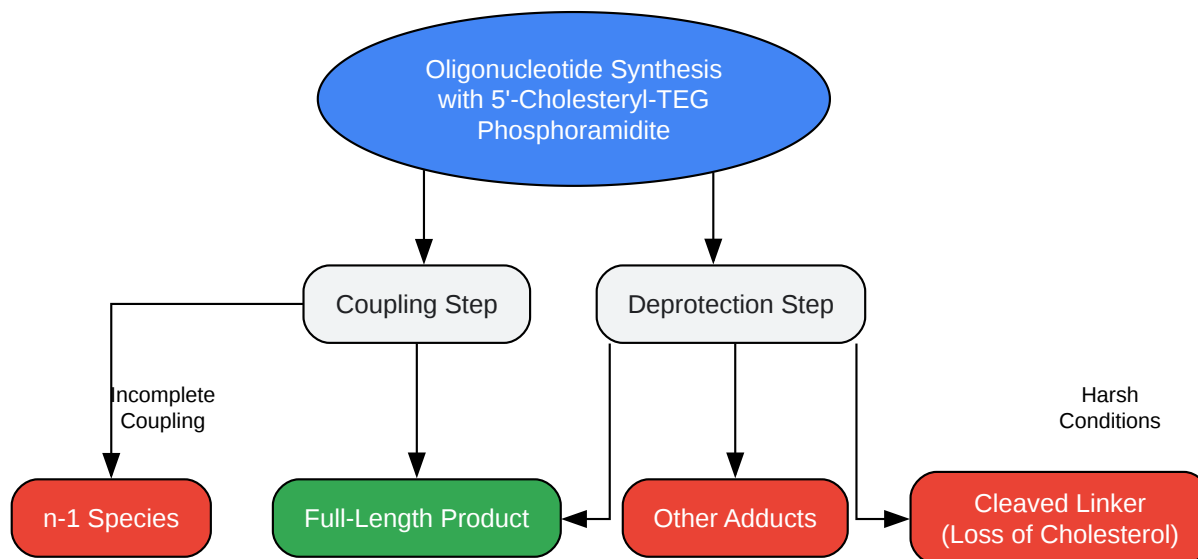 Oligonucleotide Synthesis
with 5'-Cholesteryl-TEG
Phosphoramidite
Coupling Step
Deprotection Step
Incomplete
Coupling
Harsh
Conditions
n-1 Species
Full-Length Product
Other Adducts
Cleaved Linker
(Loss of Cholesterol)